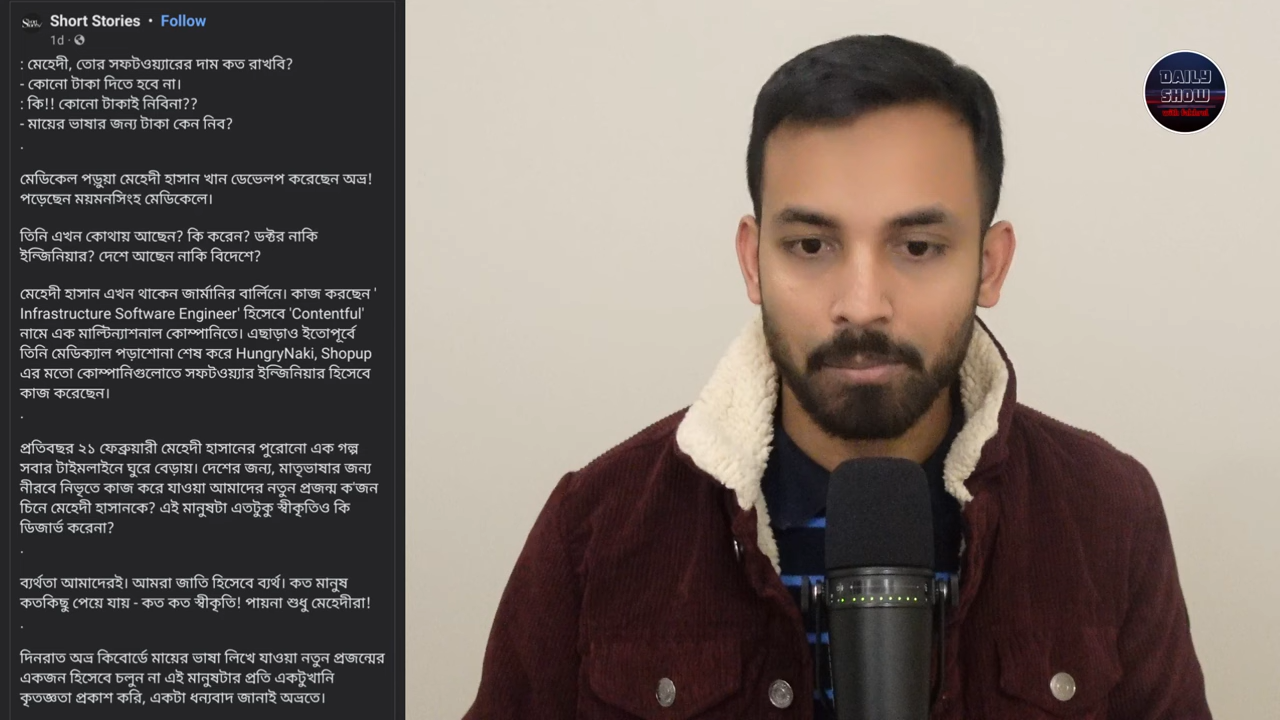 Short Stories • Follow
1d ·
: মেহেদী, তোর সফটওয়্যারের দাম কত রাখবি?
- কোনো টাকা দিতে হবে না।
: কি!! কোনো টাকাই নিবিনা??
- মায়ের ভাষার জন্য টাকা কেন নিব?
.
মেডিকেল পড়ুয়া মেহেদী হাসান খান ডেভেলপ করেছেন অভ্র!
পড়েছেন ময়মনসিংহ মেডিকেলে।
তিনি এখন কোথায় আছেন? কি করেন? ডক্টর নাকি
ইন্জিনিয়ার? দেশে আছেন নাকি বিদেশে?
মেহেদী হাসান এখন থাকেন জার্মানির বার্লিনে। কাজ করছেন '
Infrastructure Software Engineer' হিসেবে 'Contentful'
নামে এক মাল্টিন্যাশনাল কোম্পানিতে। এছাড়াও ইতোপূর্বে
তিনি মেডিক্যাল পড়াশোনা শেষ করে HungryNaki, Shopup
এর মতো কোম্পানিগুলোতে সফটওয়্যার ইন্জিনিয়ার হিসেবে
কাজ করেছেন।
.
প্রতিবছর ২১ ফেব্রুয়ারী মেহেদী হাসানের পুরোনো এক গল্প
সবার টাইমলাইনে ঘুরে বেড়ায়। দেশের জন্য, মাতৃভাষার জন্য
নীরবে নিভৃতে কাজ করে যাওয়া আমাদের নতুন প্রজন্ম ক'জন
চিনে মেহেদী হাসানকে? এই মানুষটা এতটুকু স্বীকৃতিও কি
ডিজার্ভ করেনা?
.
ব্যর্থতা আমাদেরই। আমরা জাতি হিসেবে ব্যর্থ। কত মানুষ
কতকিছু পেয়ে যায় - কত কত স্বীকৃতি! পায়না শুধু মেহেদীরা!
.
দিনরাত অভ্র কিবোর্ডে মায়ের ভাষা লিখে যাওয়া নতুন প্রজন্মের
একজন হিসেবে চলুন না এই মানুষটার প্রতি একটুখানি
কৃতজ্ঞতা প্রকাশ করি, একটা ধন্যবাদ জানাই অভ্রতে।
DAILY
SHOW